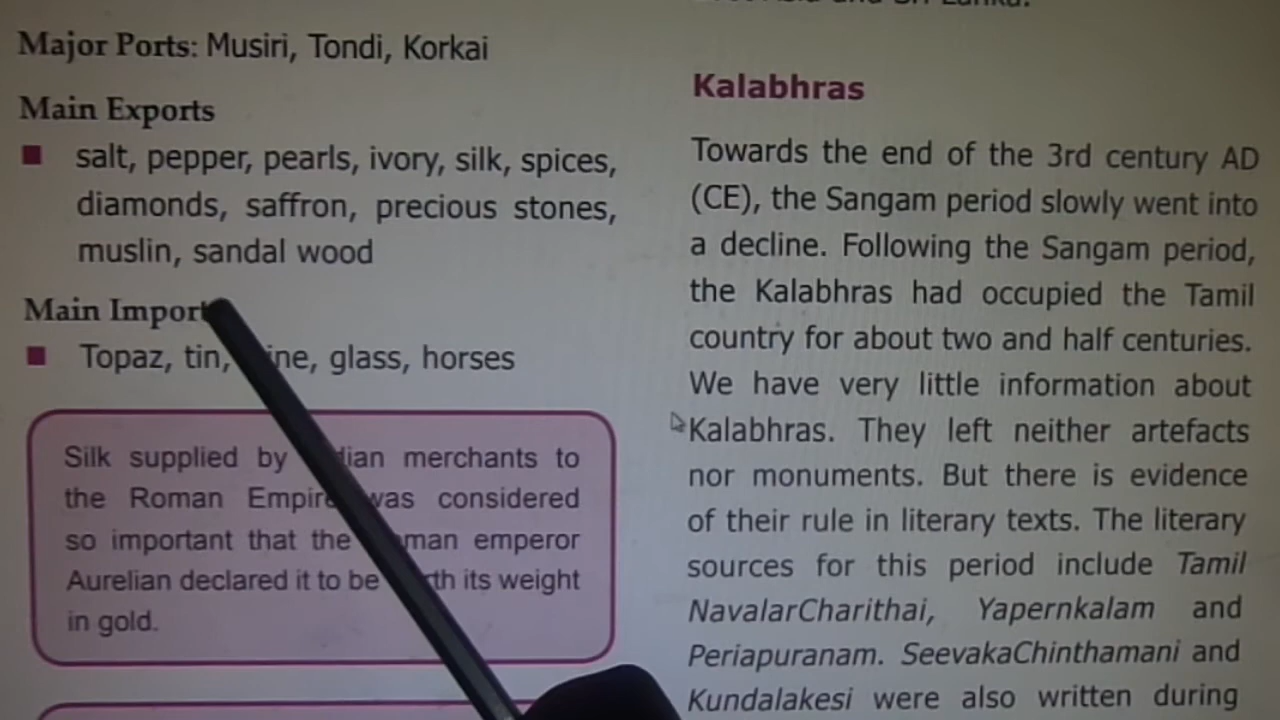 Major Ports: Musiri, Tondi, Korkai
Main Exports
salt, pepper, pearls, ivory, silk, spices,
diamonds, saffron, precious stones,
muslin, sandal wood
Main
Topaz, tin, glass, horses
Silk supplied by merchants to
the Roman was considered
so important that the emperor
Aurelian declared it to be its weight
in gold.
Kalabhras
Towards the end of the 3rd century AD
(CE), the Sangam period slowly went into
a decline. Following the Sangam period,
the Kalabhras had occupied the Tamil
country for about two and half centuries.
We have very little information about
Kalabhras. They left neither artefacts
nor monuments. But there is evidence
of their rule in literary texts. The literary
sources for this period include Tamil
NavalarCharithai, Yapernkalam and
Periapuranam. SeevakaChinthamani and
Kundalakesi were also written during